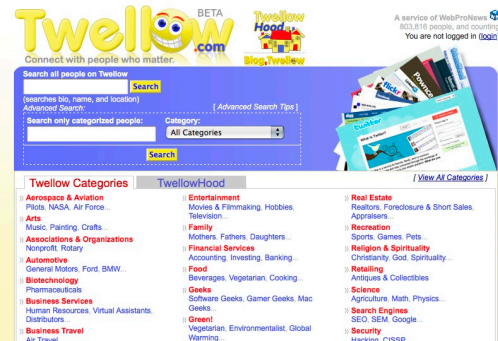 Twellow
BETA
.com
Connect with people who matter.
Twellow
Hood
Blog.Twellow
A service of WebProNews
803,816 people, and counting
You are not logged in (login
Search all people on Twellow
Search
(searches bio, name, and location)
Advanced Search:
[ Advanced Search Tips ]
Search only categorized people:
Category:
All Categories
Search
flickr
Pownce
digg
twitter
What is Twitter?
Twellow Categories
TwellowHood
[ View All Categories ]
» Aerospace & Aviation
Pilots, NASA, Air Force...
» Arts
Music, Painting, Crafts...
» Associations & Organizations
Nonprofit, Rotary
» Automotive
General Motors, Ford, BMW...
» Biotechnology
Pharmaceuticals
» Business Services
Human Resources, Virtual Assistants,
Distributors...
» Business Travel
Air Travel
» Entertainment
Movies & Filmmaking, Hobbies,
Television...
» Family
Mothers, Fathers, Daughters...
» Financial Services
Accounting, Investing, Banking...
» Food
Beverages, Vegetarian, Cooking...
» Geeks
Software Geeks, Gamer Geeks, Mac
Geeks...
» Green!
Vegetarian, Environmentalist, Global
Warming...
» Real Estate
Realtors, Foreclosure & Short Sales,
Appraisers...
» Recreation
Sports, Games, Pets...
» Religion & Spirituality
Christianity, God, Spirituality...
» Retailing
Antiques & Collectibles
» Science
Agriculture, Math, Physics...
» Search Engines
SEO, SEM, Google...
» Security
Hacking, CISSP